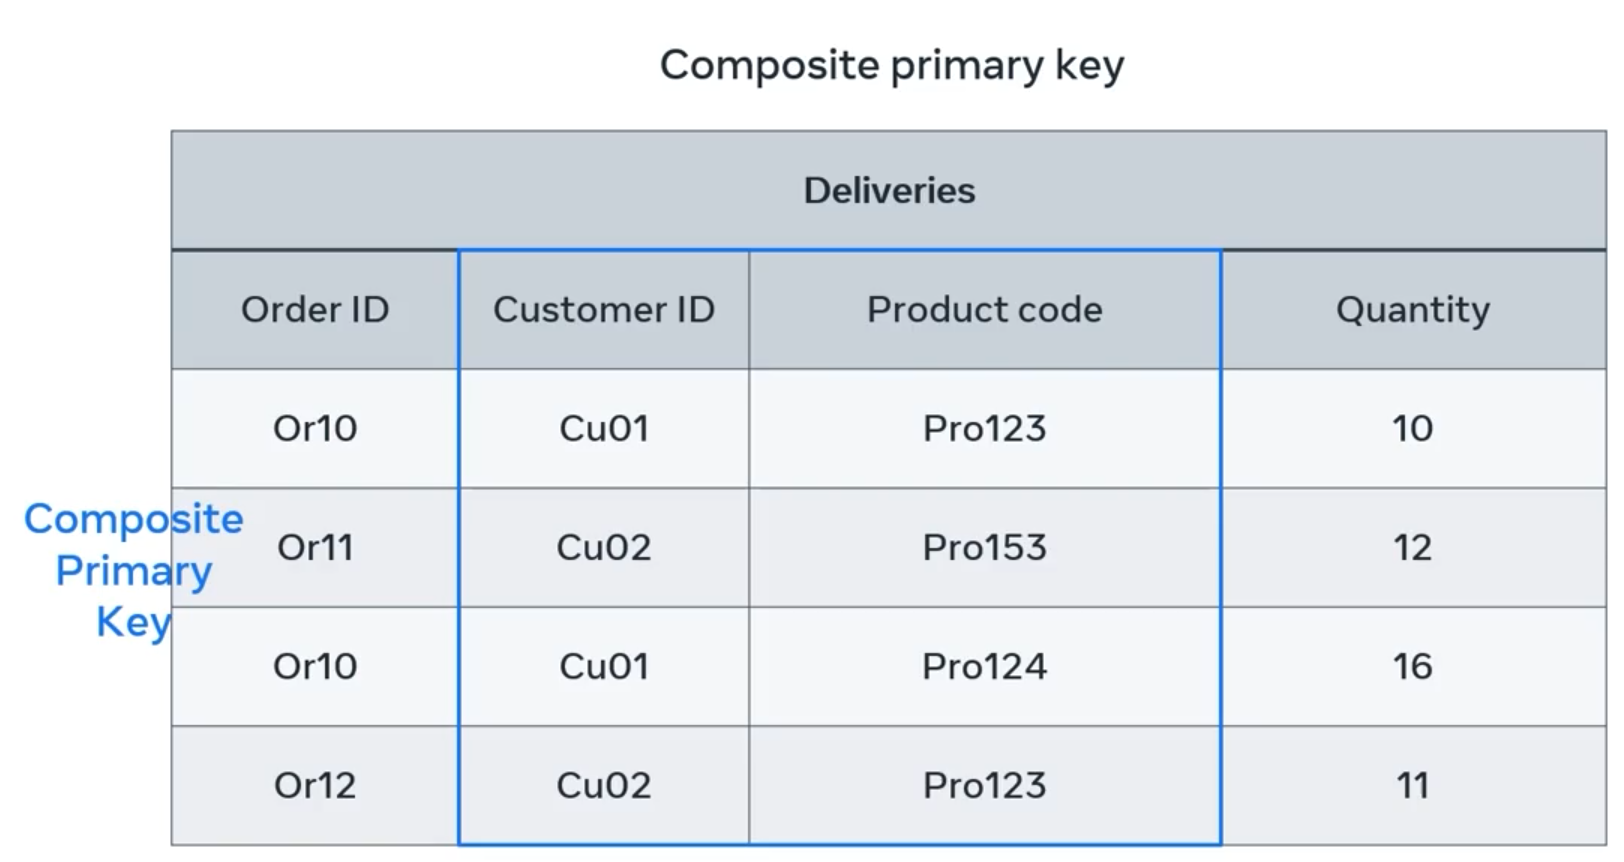 Composite primary key
Deliveries
Order ID Customer ID Product code Quantity
Or10 Cu01 Pro123 10
Or11 Cu02 Pro153 12
Or10 Cu01 Pro124 16
Or12 Cu02 Pro123 11
Composite
Primary
Key